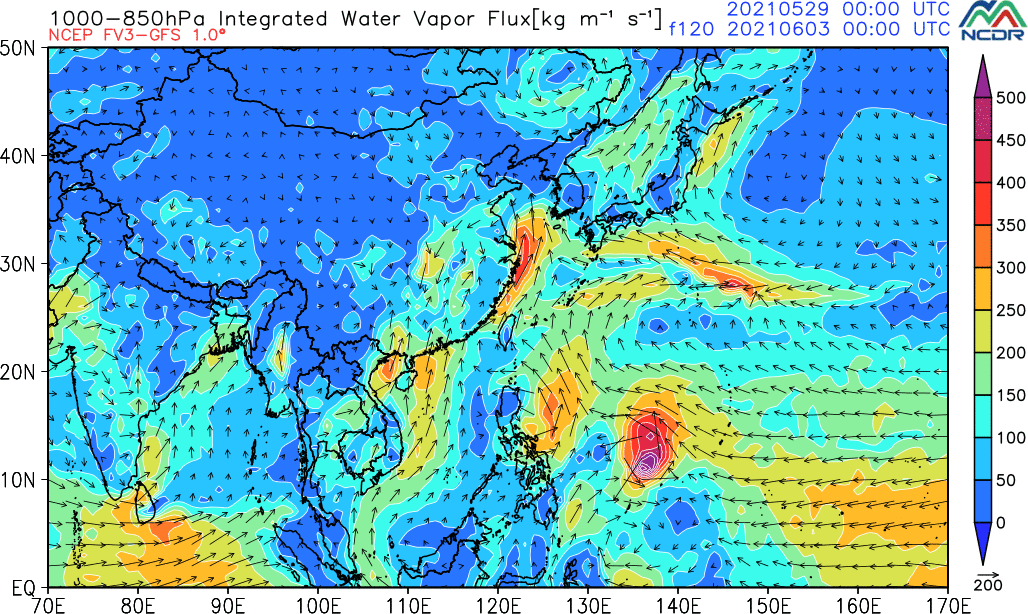 1000-850hPa Integrated Water Vapor Flux[kg m⁻¹ s⁻¹]
20210529 00:00 UTC
NCEP FV3-GFS 1.0°
f120 20210603 00:00 UTC
NCDR
50N
40N
30N
20N
10N
EQ
70E 80E 90E 100E 110E 120E 130E 140E 150E 160E 170E
500
450
400
350
300
250
200
150
100
50
0
200